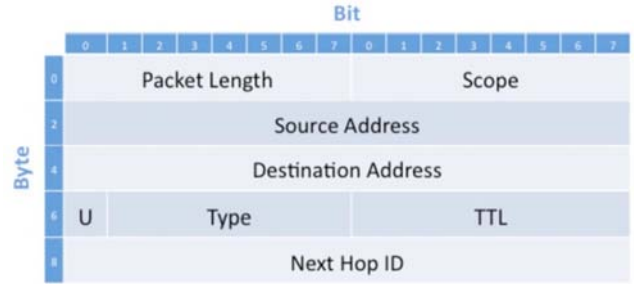 Bit
0 1 2 3 4 5 6 7 0 1 2 3 4 5 6 7
Byte
0 Packet Length Scope
2 Source Address
4 Destination Address
6 U Type TTL
8 Next Hop ID